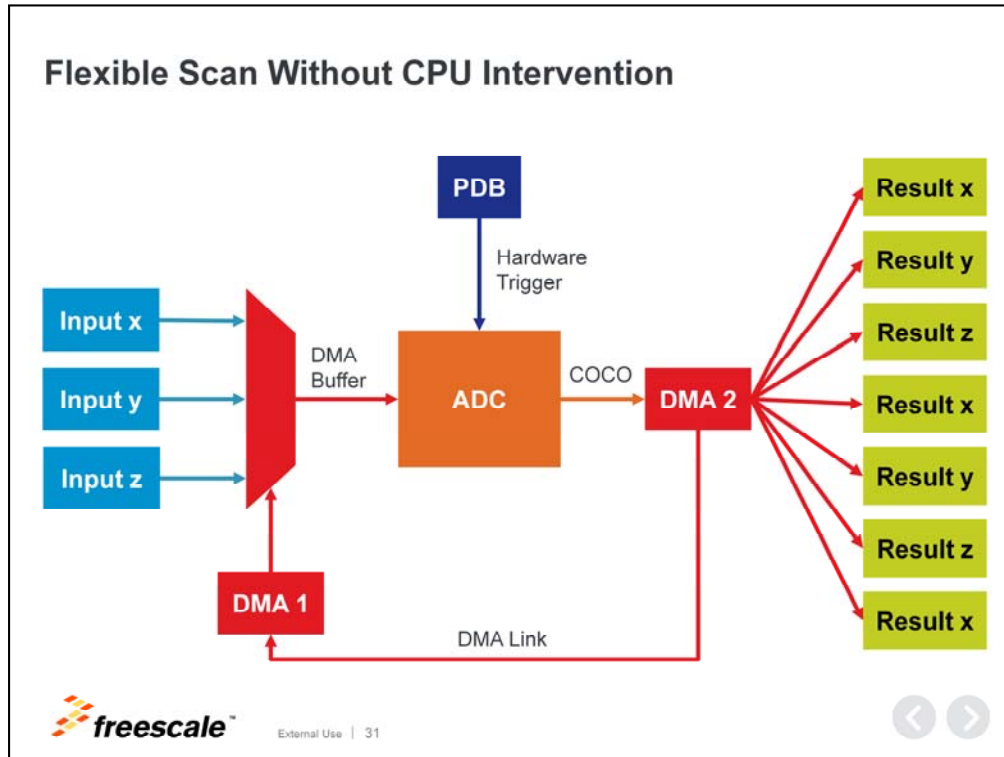 Flexible Scan Without CPU Intervention
PDB
Hardware
Trigger
Input x
Input y
Input z
DMA
Buffer
ADC
COCO
DMA 2
DMA 1
DMA Link
Result x
Result y
Result z
Result x
Result y
Result z
Result x
freescale™
External Use | 31